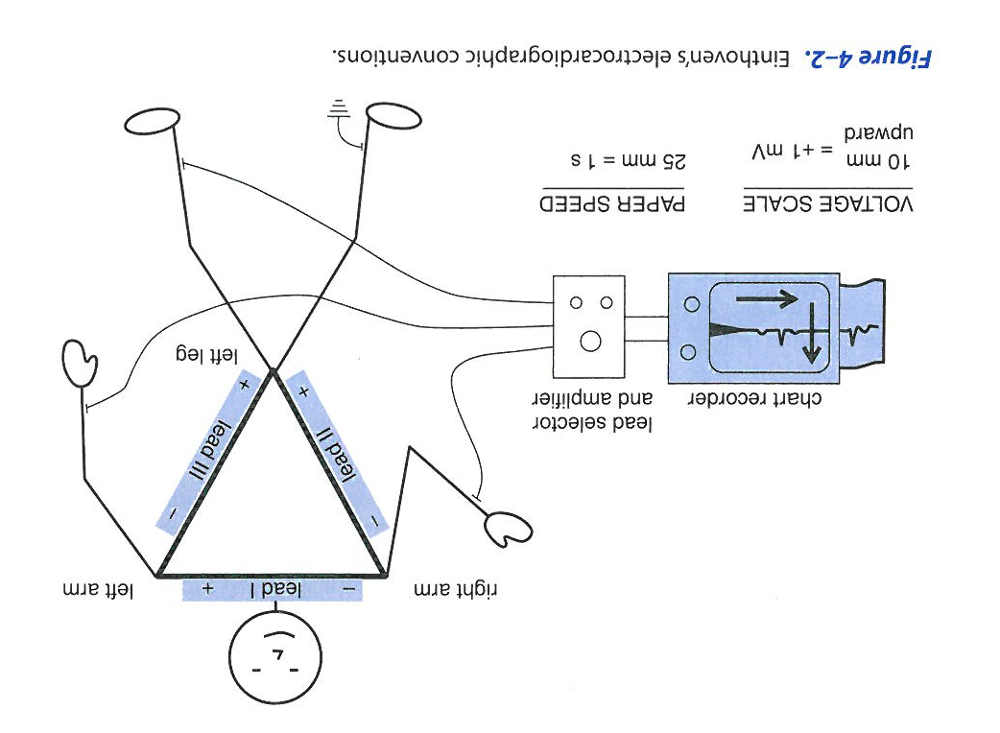 right arm
− lead I +
left arm
− lead II +
− lead III +
left leg
lead selector
and amplifier
chart recorder
VOLTAGE SCALE
10 mm
upward
= +1 mV
PAPER SPEED
25 mm = 1 s
Figure 4–2. Einthoven's electrocardiographic conventions.